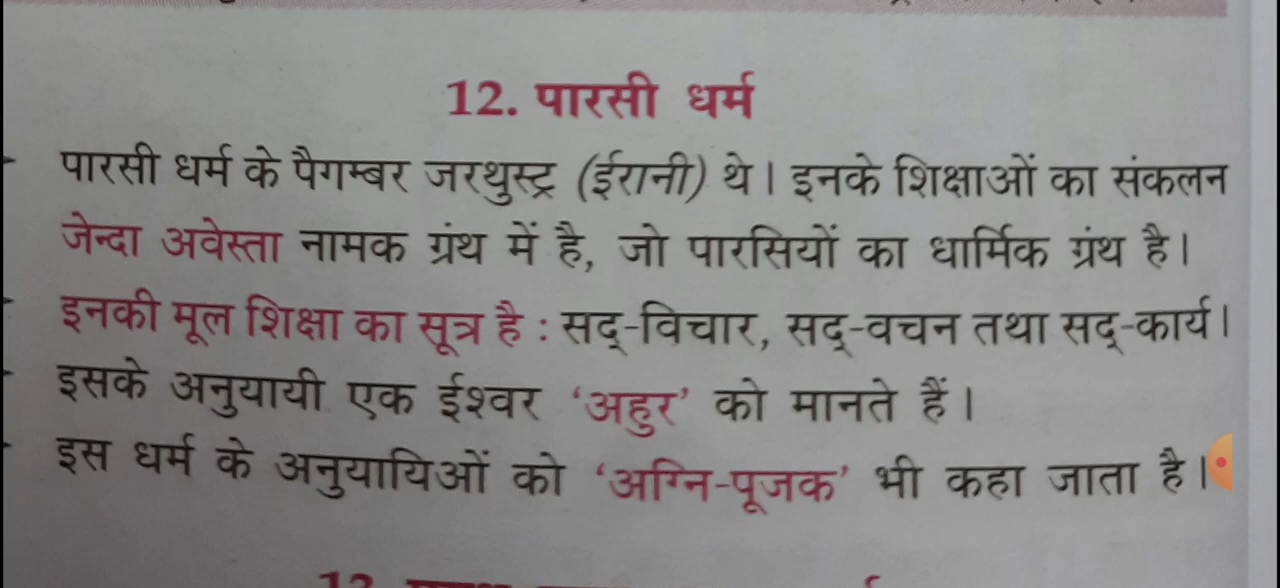 12. पारसी धर्म
पारसी धर्म के पैगम्बर जरथुस्ट्र (ईरानी) थे। इनके शिक्षाओं का संकलन
जेन्दा अवेस्ता नामक ग्रंथ में है, जो पारसियों का धार्मिक ग्रंथ है।
इनकी मूल शिक्षा का सूत्र है : सद्-विचार, सद्-वचन तथा सद्-कार्य।
इसके अनुयायी एक ईश्वर ‘अहुर’ को मानते हैं।
इस धर्म के अनुयायिओं को ‘अग्नि-पूजक’ भी कहा जाता है।